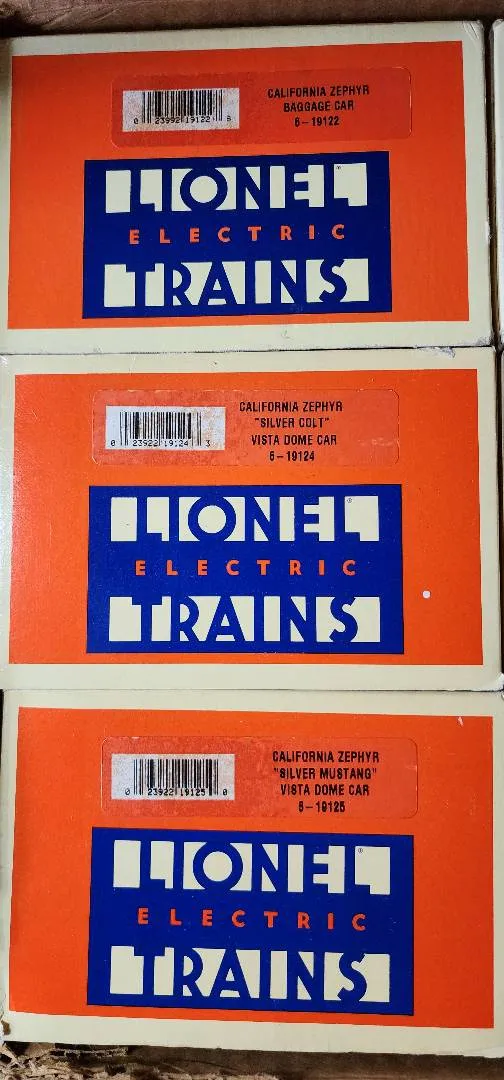 CALIFORNIA ZEPHYR
BAGGAGE CAR
6-19122
0 23992 19122 8
LIONEL®
ELECTRIC
TRAINS
CALIFORNIA ZEPHYR
"SILVER COLT"
VISTA DOME CAR
6-19124
0 23922 19124 3
LIONEL®
ELECTRIC
TRAINS
CALIFORNIA ZEPHYR
"SILVER MUSTANG"
VISTA DOME CAR
6-19125
0 23922 19125 0
LIONEL®
ELECTRIC
TRAINS